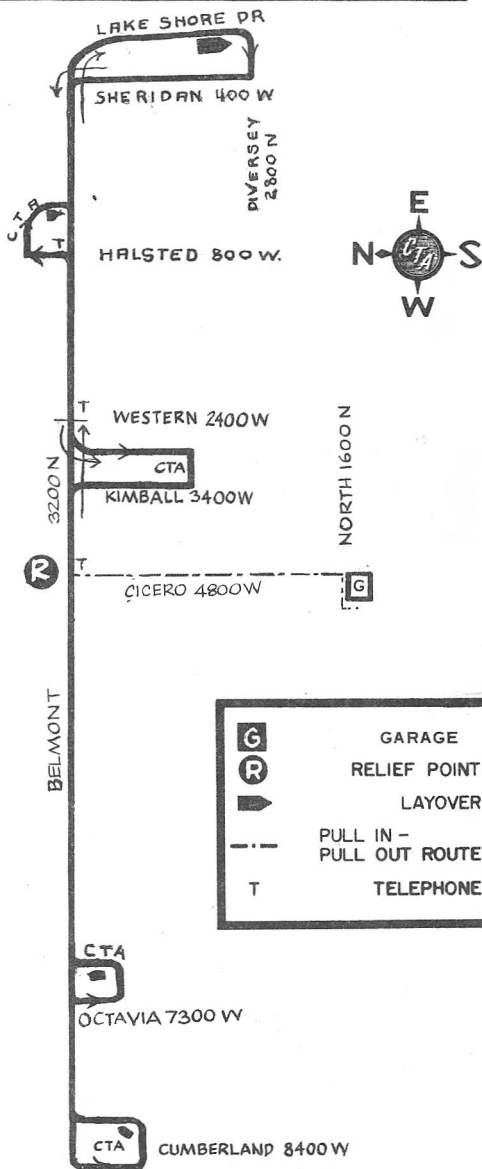 LAKE SHORE DR
SHERIDAN 400 W
DIVERSEY
2800 N
CTA
T
HALSTED 800 W.
E
N CTA S
W
T
WESTERN 2400 W
3200 N
CTA
KIMBALL 3400 W
NORTH 1600 N
R
T
CICERO 4800 W
G
BELMONT
G GARAGE
R RELIEF POINT
LAYOVER
PULL IN -
PULL OUT ROUTE
T TELEPHONE
CTA
OCTAVIA 7300 W
CTA
CUMBERLAND 8400 W